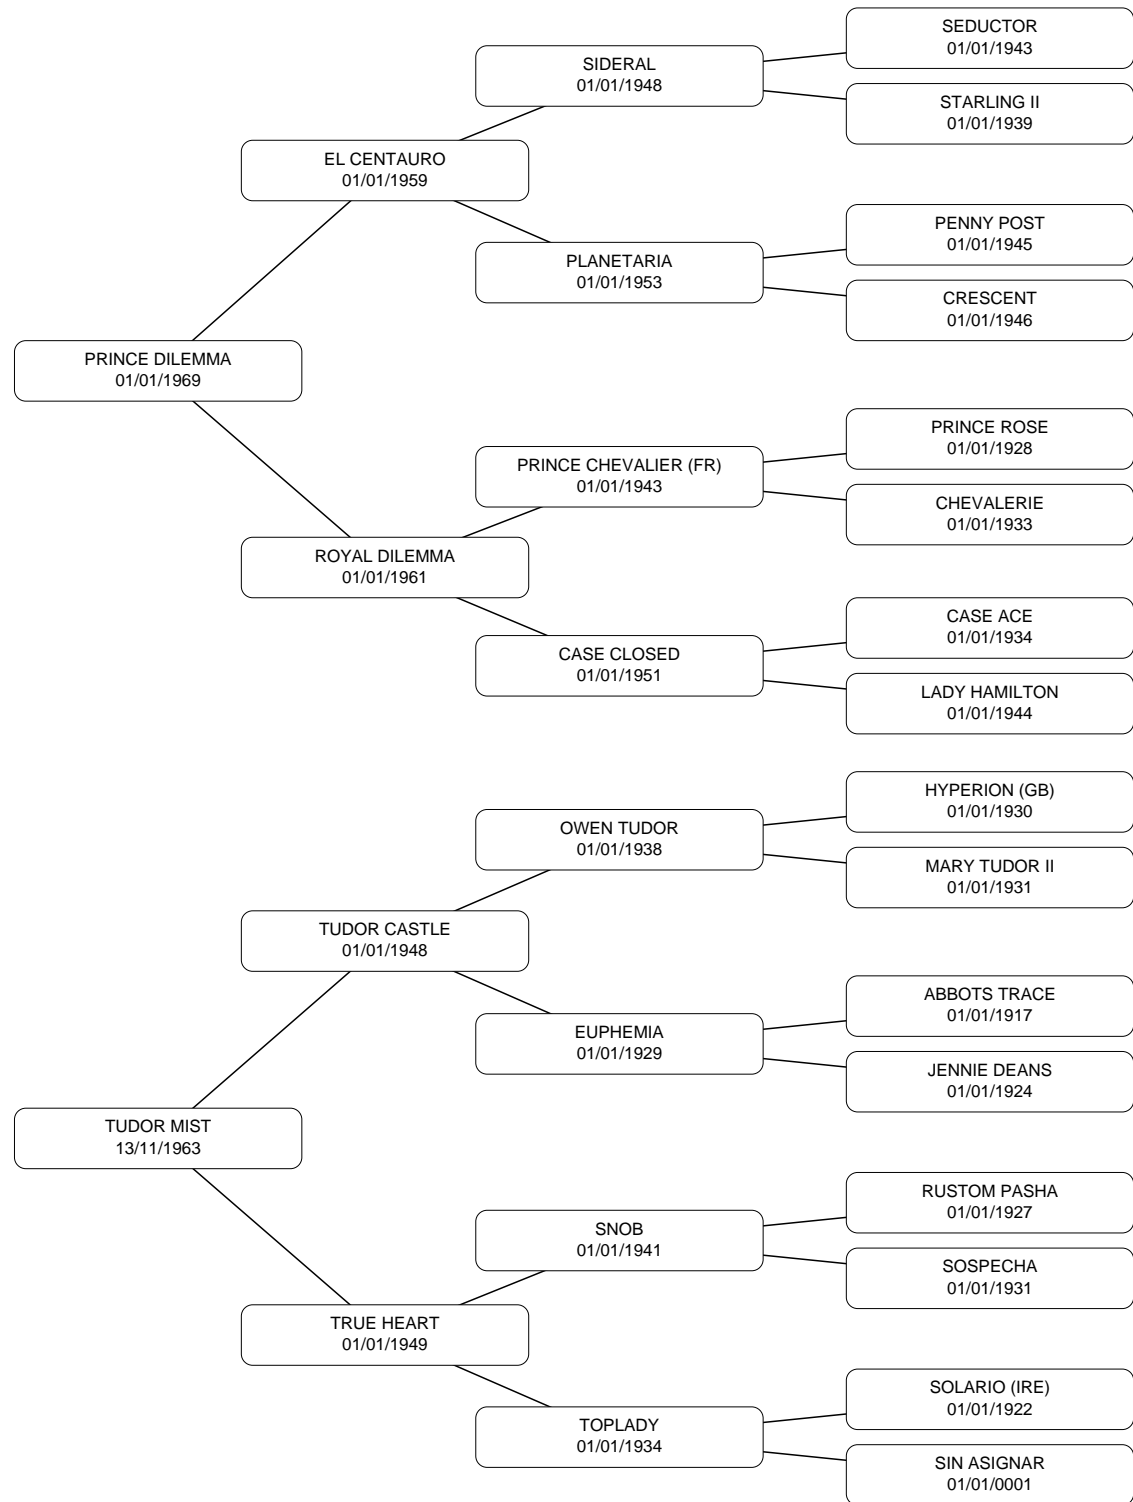 SEDUCTOR
01/01/1943
SIDERAL
01/01/1948
STARLING II
01/01/1939
EL CENTAURO
01/01/1959
PENNY POST
01/01/1945
PLANETARIA
01/01/1953
CRESCENT
01/01/1946
PRINCE DILEMMA
01/01/1969
PRINCE ROSE
01/01/1928
PRINCE CHEVALIER (FR)
01/01/1943
CHEVALERIE
01/01/1933
ROYAL DILEMMA
01/01/1961
CASE ACE
01/01/1934
CASE CLOSED
01/01/1951
LADY HAMILTON
01/01/1944
HYPERION (GB)
01/01/1930
OWEN TUDOR
01/01/1938
MARY TUDOR II
01/01/1931
TUDOR CASTLE
01/01/1948
ABBOTS TRACE
01/01/1917
EUPHEMIA
01/01/1929
JENNIE DEANS
01/01/1924
TUDOR MIST
13/11/1963
RUSTOM PASHA
01/01/1927
SNOB
01/01/1941
SOSPECHA
01/01/1931
TRUE HEART
01/01/1949
SOLARIO (IRE)
01/01/1922
TOPLADY
01/01/1934
SIN ASIGNAR
01/01/0001